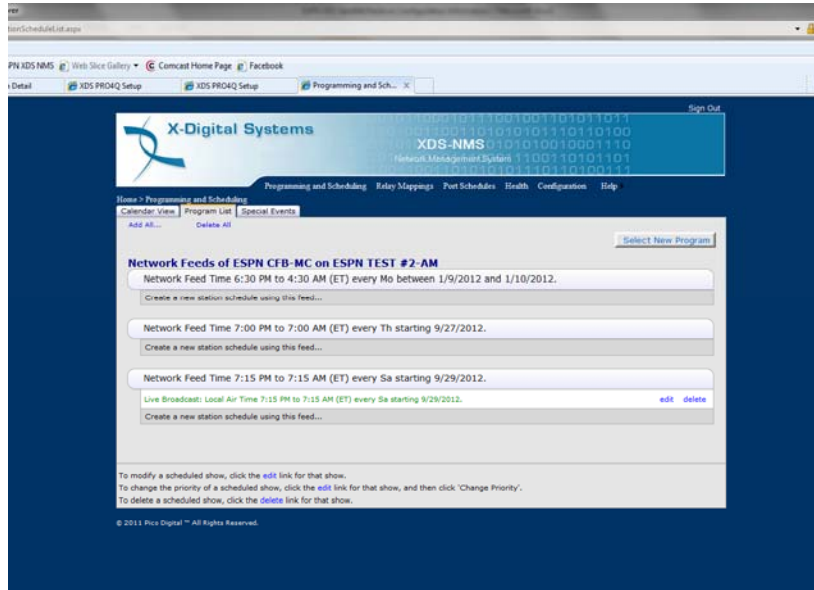 ver
tionScheduleList.aspx
PN XDS NMS Web Slice Gallery Comcast Home Page Facebook
Detail XDS PRO4Q Setup XDS PRO4Q Setup Programming and Sch... X
Sign Out
X-Digital Systems
XDS-NMS
Network Management System
Programming and Scheduling Relay Mappings Port Schedules Health Configuration Help
Home > Programming and Scheduling
Calendar View Program List Special Events
Add All... Delete All
Select New Program
Network Feeds of ESPN CFB-MC on ESPN TEST #2-AM
Network Feed Time 6:30 PM to 4:30 AM (ET) every Mo between 1/9/2012 and 1/10/2012.
Create a new station schedule using this feed...
Network Feed Time 7:00 PM to 7:00 AM (ET) every Th starting 9/27/2012.
Create a new station schedule using this feed...
Network Feed Time 7:15 PM to 7:15 AM (ET) every Sa starting 9/29/2012.
Live Broadcast: Local Air Time 7:15 PM to 7:15 AM (ET) every Sa starting 9/29/2012. edit delete
Create a new station schedule using this feed...
To modify a scheduled show, click the edit link for that show.
To change the priority of a scheduled show, click the edit link for that show, and then click 'Change Priority'.
To delete a scheduled show, click the delete link for that show.
© 2011 Pico Digital ™ All Rights Reserved.